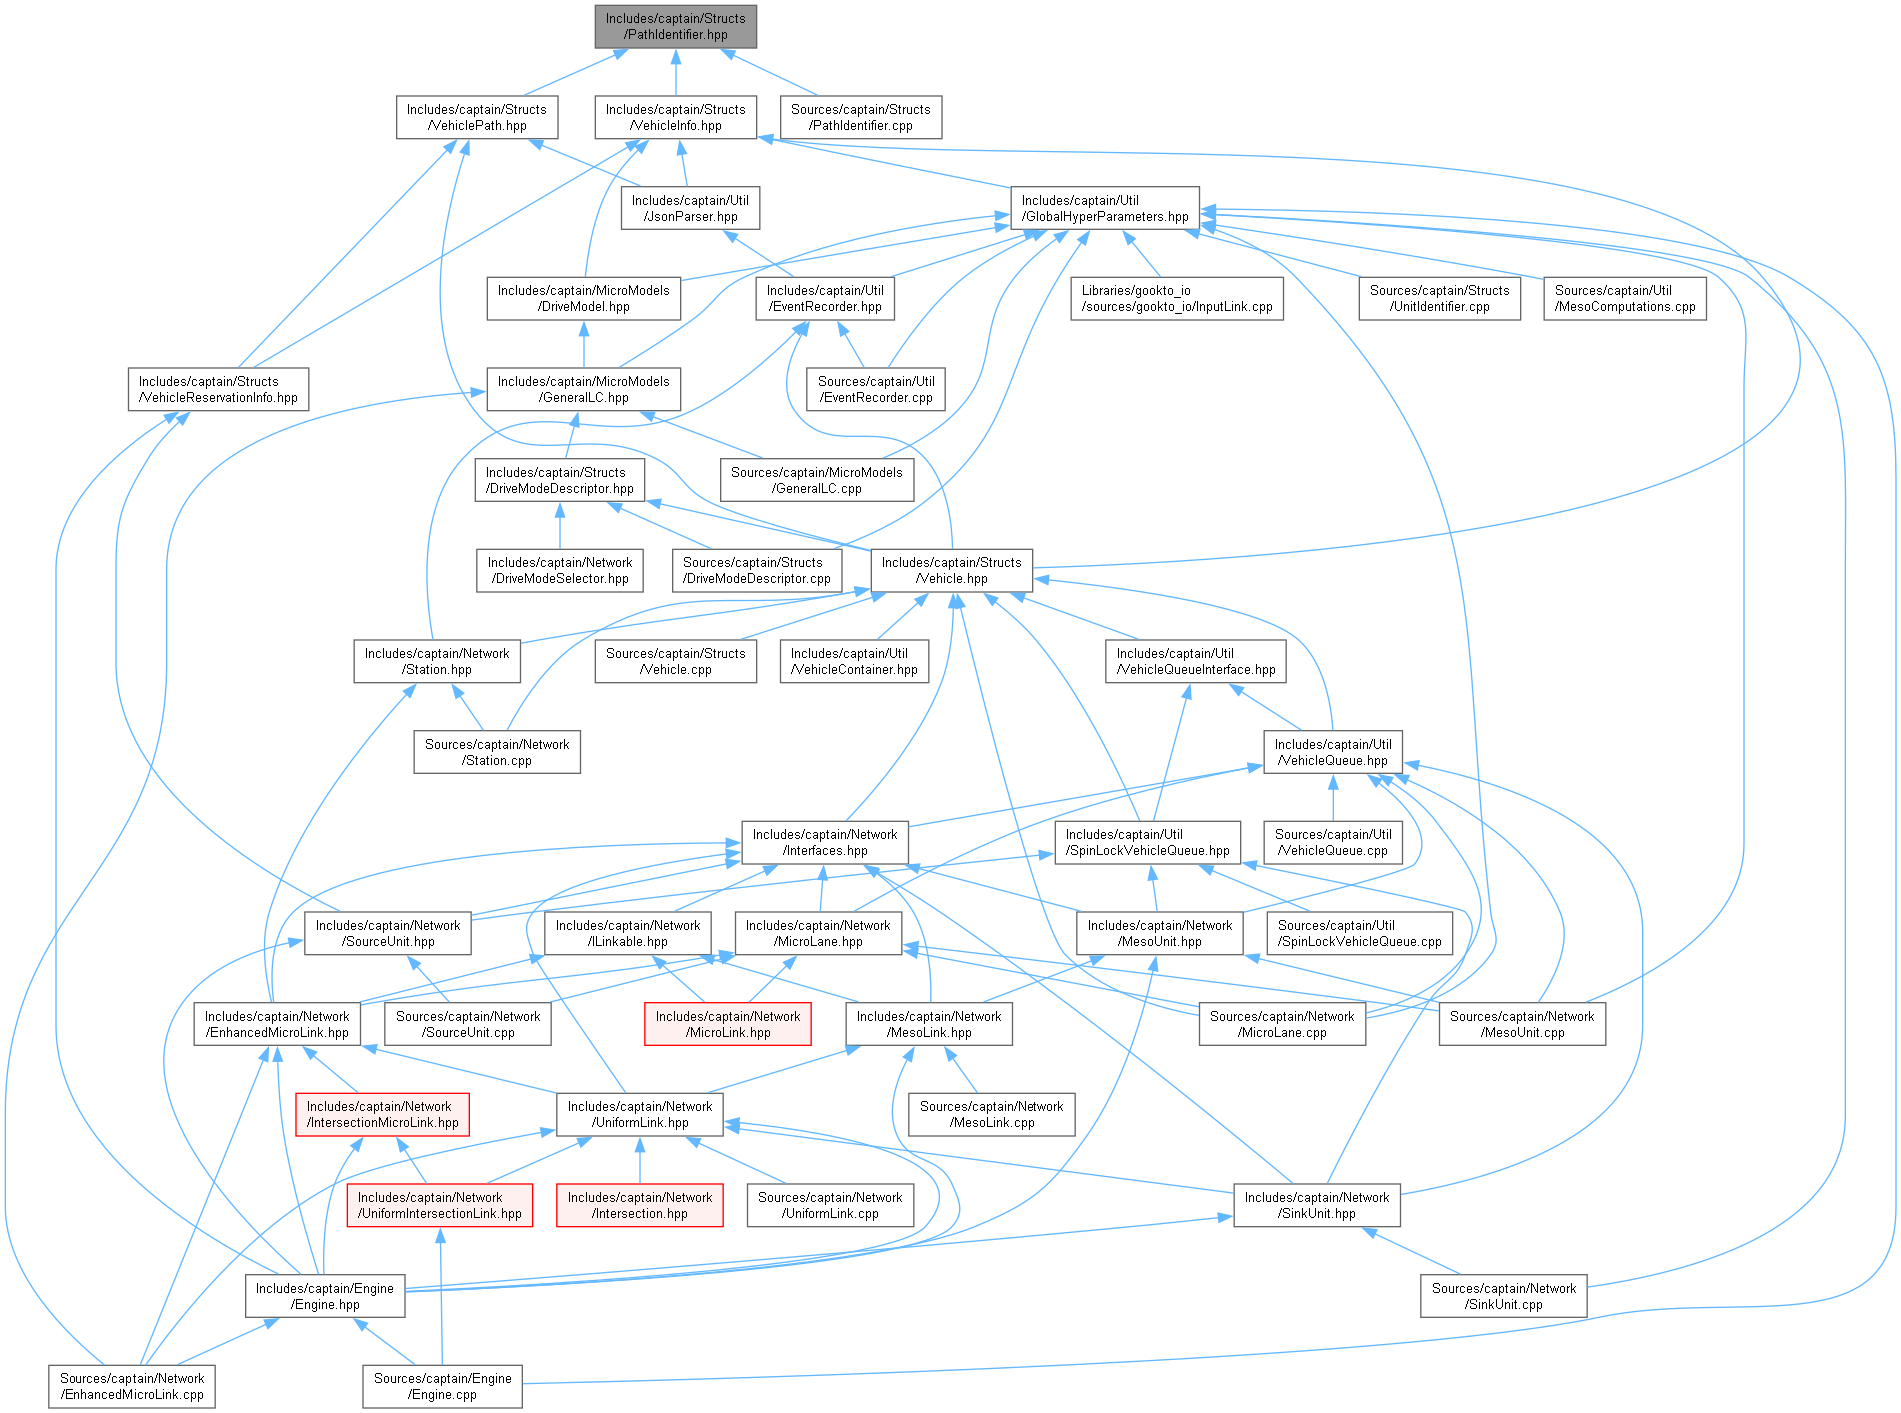 Includes/captain/Structs
/PathIdentifier.hpp
Includes/captain/Structs
/VehiclePath.hpp
Includes/captain/Structs
/VehicleInfo.hpp
Sources/captain/Structs
/PathIdentifier.cpp
Includes/captain/Util
/JsonParser.hpp
Includes/captain/Util
/GlobalHyperParameters.hpp
Includes/captain/MicroModels
/DriveModel.hpp
Includes/captain/Util
/EventRecorder.hpp
Libraries/gookto_io
/sources/gookto_io/InputLink.cpp
Sources/captain/Structs
/UnitIdentifier.cpp
Sources/captain/Util
/MesoComputations.cpp
Includes/captain/Structs
/VehicleReservationInfo.hpp
Includes/captain/MicroModels
/GeneralLC.hpp
Sources/captain/Util
/EventRecorder.cpp
Includes/captain/Structs
/DriveModeDescriptor.hpp
Sources/captain/MicroModels
/GeneralLC.cpp
Includes/captain/Network
/DriveModeSelector.hpp
Sources/captain/Structs
/DriveModeDescriptor.cpp
Includes/captain/Structs
/Vehicle.hpp
Includes/captain/Network
/Station.hpp
Sources/captain/Structs
/Vehicle.cpp
Includes/captain/Util
/VehicleContainer.hpp
Includes/captain/Util
/VehicleQueueInterface.hpp
Sources/captain/Network
/Station.cpp
Includes/captain/Util
/VehicleQueue.hpp
Includes/captain/Network
/Interfaces.hpp
Includes/captain/Util
/SpinLockVehicleQueue.hpp
Sources/captain/Util
/VehicleQueue.cpp
Includes/captain/Network
/SourceUnit.hpp
Includes/captain/Network
/ILinkable.hpp
Includes/captain/Network
/MicroLane.hpp
Includes/captain/Network
/MesoUnit.hpp
Sources/captain/Util
/SpinLockVehicleQueue.cpp
Includes/captain/Network
/EnhancedMicroLink.hpp
Sources/captain/Network
/SourceUnit.cpp
Includes/captain/Network
/MicroLink.hpp
Includes/captain/Network
/MesoLink.hpp
Sources/captain/Network
/MicroLane.cpp
Sources/captain/Network
/MesoUnit.cpp
Includes/captain/Network
/IntersectionMicroLink.hpp
Includes/captain/Network
/UniformLink.hpp
Sources/captain/Network
/MesoLink.cpp
Includes/captain/Network
/UniformIntersectionLink.hpp
Includes/captain/Network
/Intersection.hpp
Sources/captain/Network
/UniformLink.cpp
Includes/captain/Network
/SinkUnit.hpp
Includes/captain/Engine
/Engine.hpp
Sources/captain/Network
/SinkUnit.cpp
Sources/captain/Network
/EnhancedMicroLink.cpp
Sources/captain/Engine
/Engine.cpp